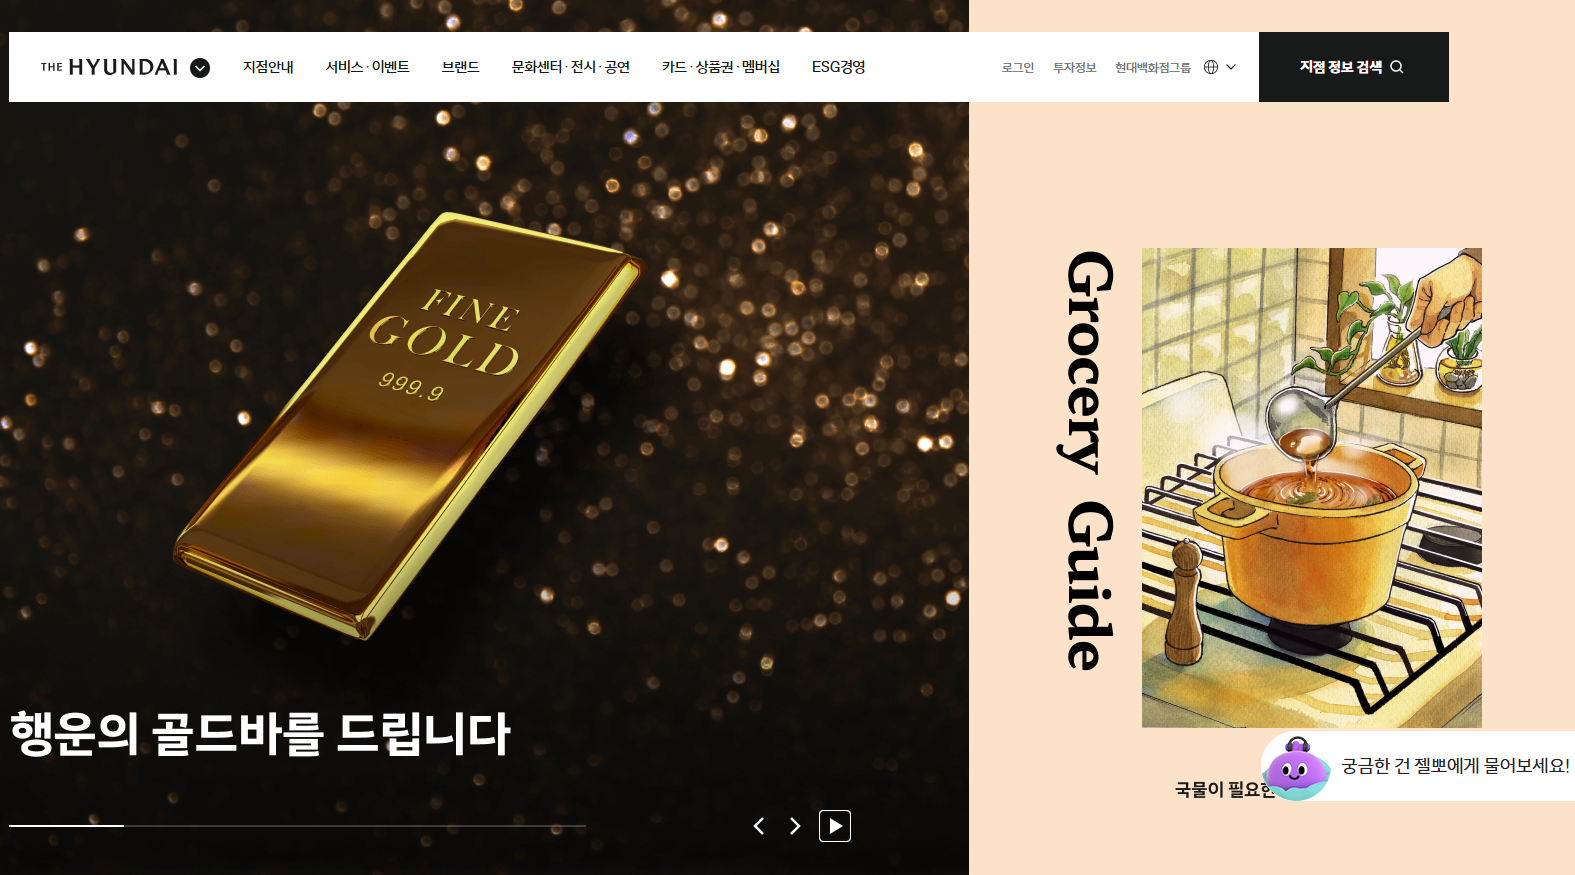 THE HYUNDAI
지점안내
서비스 · 이벤트
브랜드
문화센터 · 전시 · 공연
카드 · 상품권 · 멤버십
ESG경영
로그인
투자정보
현대백화점그룹
지점 정보 검색
FINE
GOLD
999.9
행운의 골드바를 드립니다
Grocery Guide
국물이 필요한
궁금한 건 젤뽀에게 물어보세요!